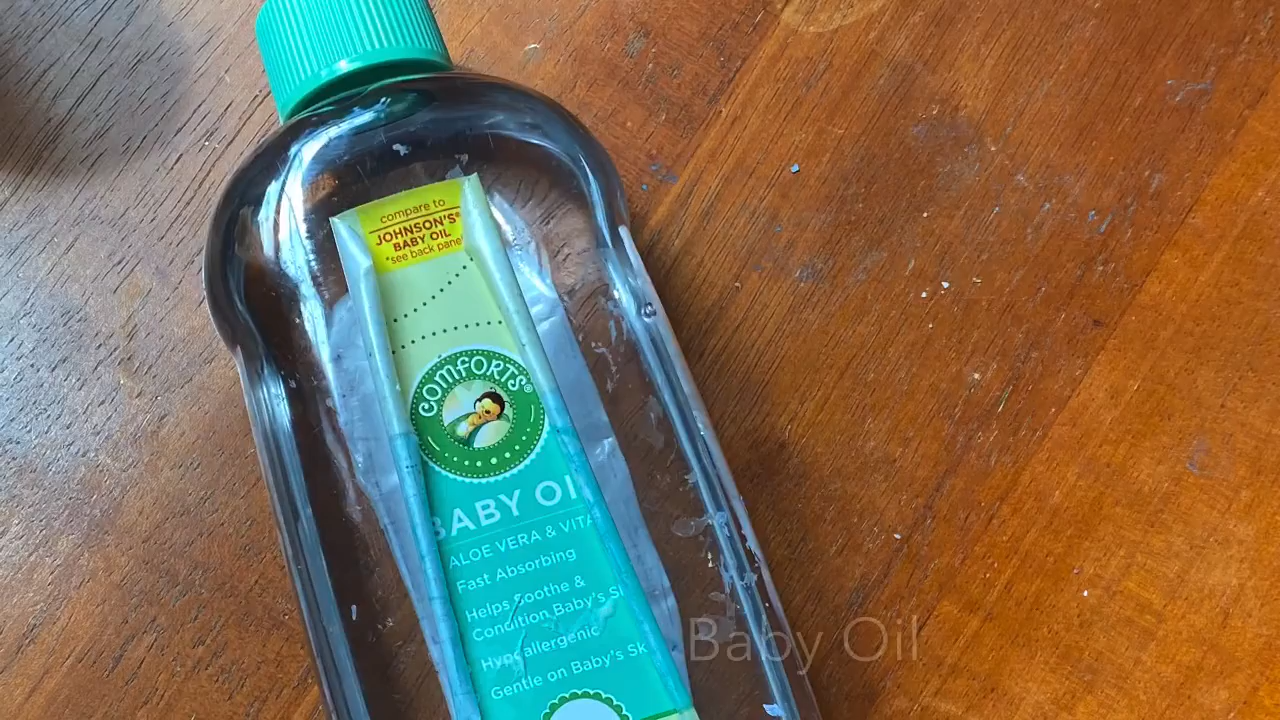 compare to
JOHNSON'S®
BABY OIL
*see back panel
COMFORTS®
BABY OI
ALOE VERA & VITA
Fast Absorbing
Helps Soothe &
Condition Baby's S
Hypoallergenic
Gentle on Baby's Sk
Baby Oil